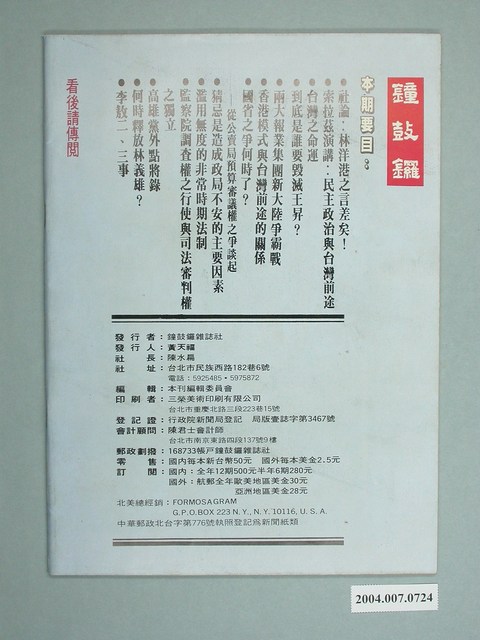 鐘鼓鑼
本期要目：
●社論：林洋港之言差矣！
●索拉茲演講：民主政治與台灣前途
●台灣之命運
●到底是誰要毀滅王昇？
●兩大報業集團新大陸爭霸戰
●香港模式與台灣前途的關係
●國省之爭何時了？
──從公賣局預算審議權之爭談起
●猜忌是造成政局不安的主要因素
●濫用無度的非常時期法制
●監察院調查權之行使與司法審判權
之獨立
●高雄黨外點將錄
●何時釋放林義雄？
●李敖二、三事
看後請傳閱
發行者：鐘鼓鑼雜誌社
發行人：黃天福
社長：陳水扁
社址：台北市民族西路182巷6號
電話：5925485・5975872
編輯：本刊編輯委員會
印刷者：三榮美術印刷有限公司
台北市重慶北路三段223巷15號
登記證：行政院新聞局登記　局版壹誌字第3467號
會計顧問：陳君士會計師
台北市南京東路四段137號9樓
郵政劃撥：168733帳戶鐘鼓鑼雜誌社
零售：國內每本新台幣50元　國外每本美金2.5元
訂閱：國內：全年12期500元半年6期280元
國外：航郵全年歐美地區美金30元
亞洲地區美金28元
北美總經銷：FORMOSAGRAM
G.P.O.BOX 223 N.Y., N.Y. 10116, U.S.A.
中華郵政北台字第776號執照登記爲新聞紙類
2004.007.0724